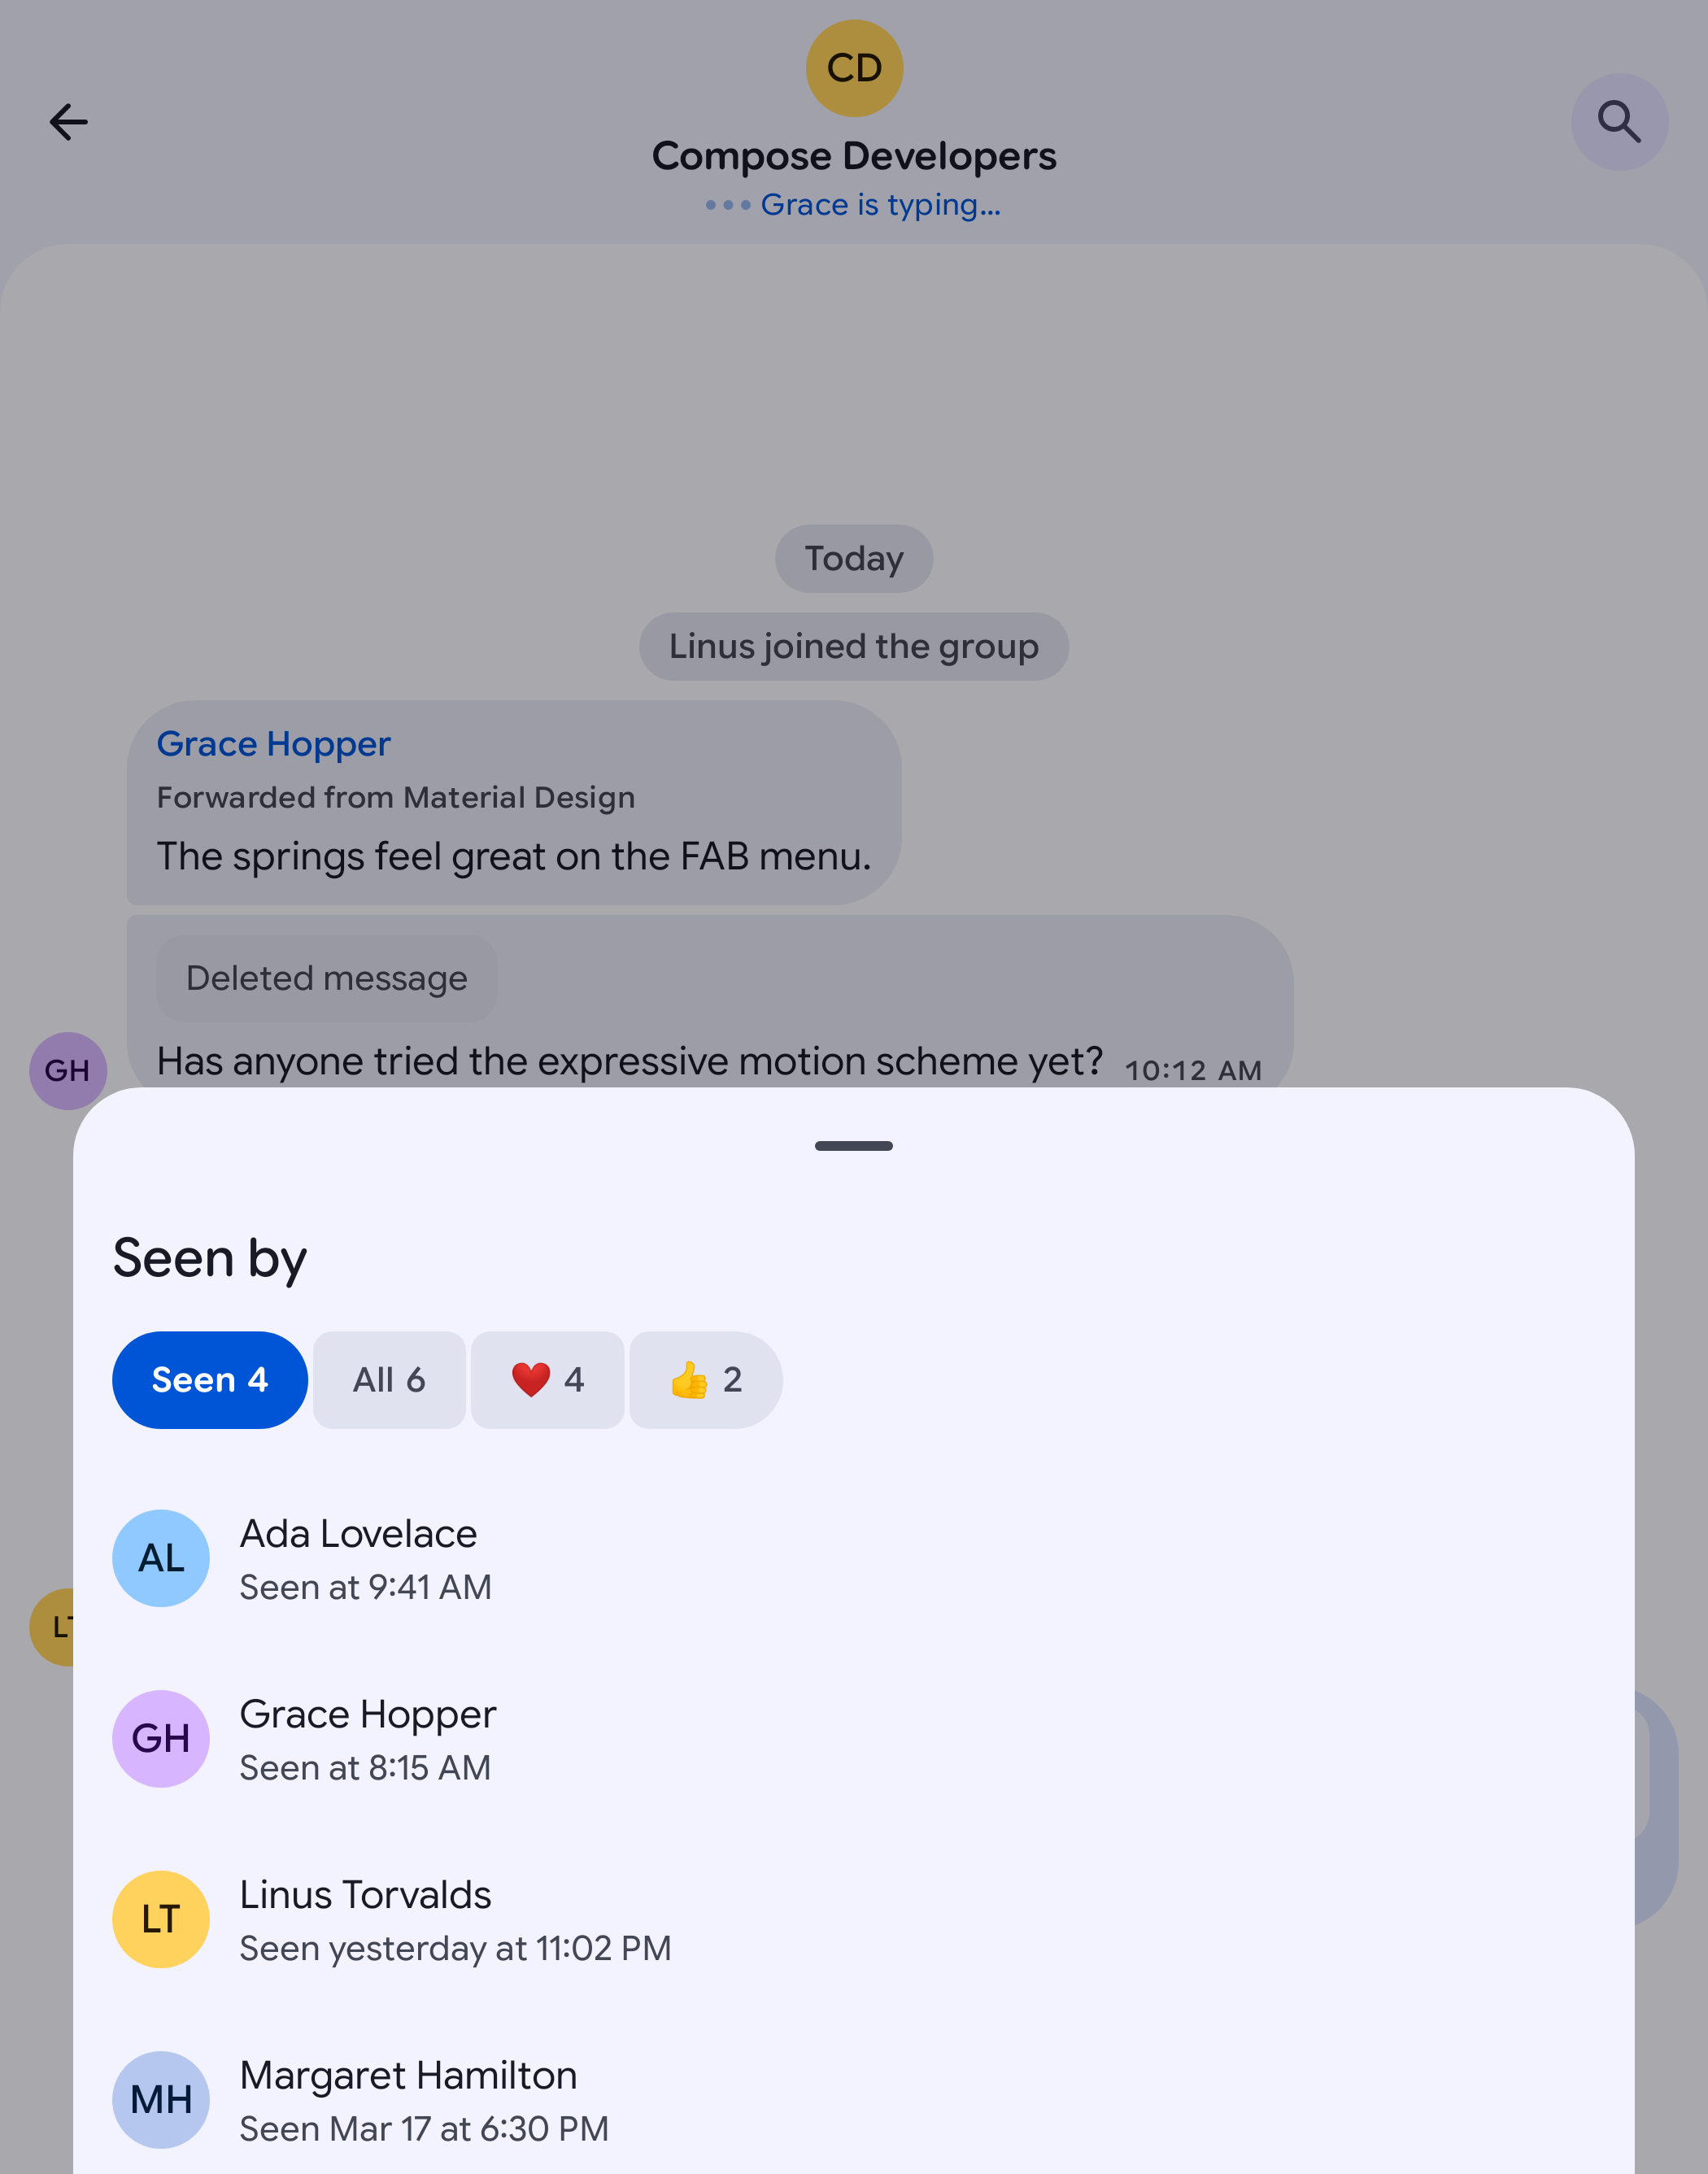 CD
Compose Developers
Grace is typing...
Today
Linus joined the group
Grace Hopper
Forwarded from Material Design
The springs feel great on the FAB menu.
Deleted message
GH
Has anyone tried the expressive motion scheme yet? 10:12 AM
Seen by
Seen 4
All 6
❤️ 4
👍 2
AL
Ada Lovelace
Seen at 9:41 AM
LT
GH
Grace Hopper
Seen at 8:15 AM
LT
Linus Torvalds
Seen yesterday at 11:02 PM
MH
Margaret Hamilton
Seen Mar 17 at 6:30 PM